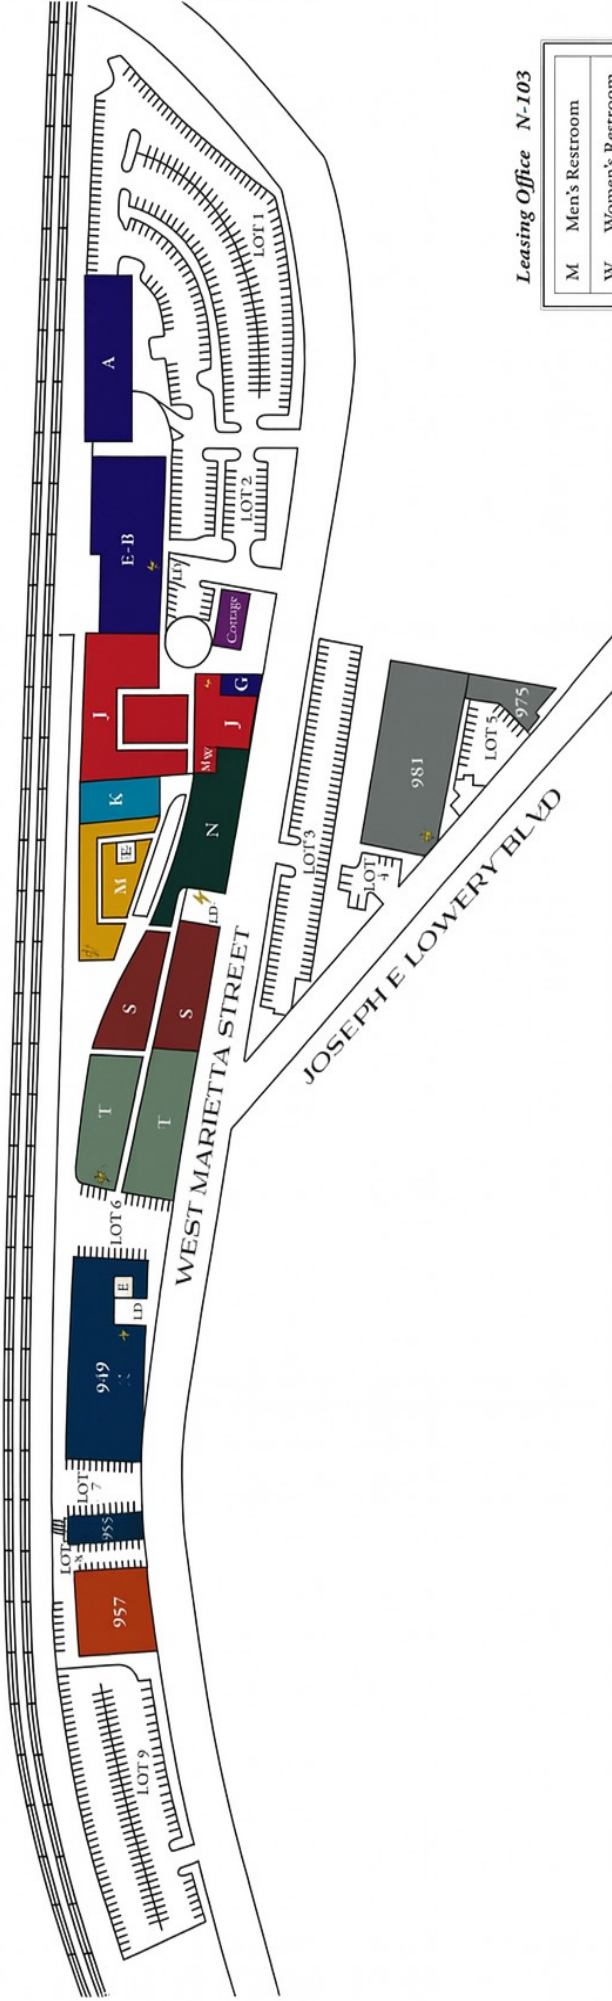 Leasing Office N-103
M Men's Restroom
W Women's Restroom
LOT 1
A
LOT 2
E-B
LD
Cottage
G
J
J
MW
K
N
E
M
LD
S
S
T
T
LOT 3
981
975
LOT 5
LOT
4
WEST MARIETTA STREET
JOSEPH E LOWERY BLVD
LOT 6
E
LD
949
LOT
7
955
LOT
8
957
LOT 9